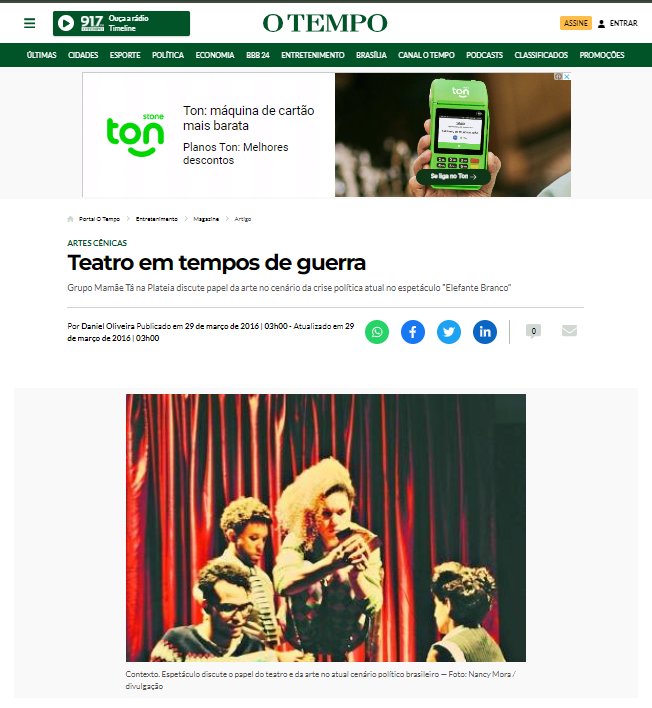 917
Ouça a rádio
Timeline
O TEMPO
ASSINE
ENTRAR
ÚLTIMAS CIDADES ESPORTE POLÍTICA ECONOMIA BBB 24 ENTRETENIMENTO BRASÍLIA CANAL O TEMPO PODCASTS CLASSIFICADOS PROMOÇÕES
stone
ton
Ton: máquina de cartão
mais barata
Planos Ton: Melhores
descontos
ton
Se liga no Ton →
Portal O Tempo > Entretenimento > Magazine > Artigo
ARTES CÊNICAS
Teatro em tempos de guerra
Grupo Mamãe Tá na Plateia discute papel da arte no cenário da crise política atual no espetáculo "Elefante Branco"
Por Daniel Oliveira Publicado em 29 de março de 2016 | 03h00 - Atualizado em 29
de março de 2016 | 03h00
0
Contexto. Espetáculo discute o papel do teatro e da arte no atual cenário político brasileiro — Foto: Nancy Mora /
divulgação